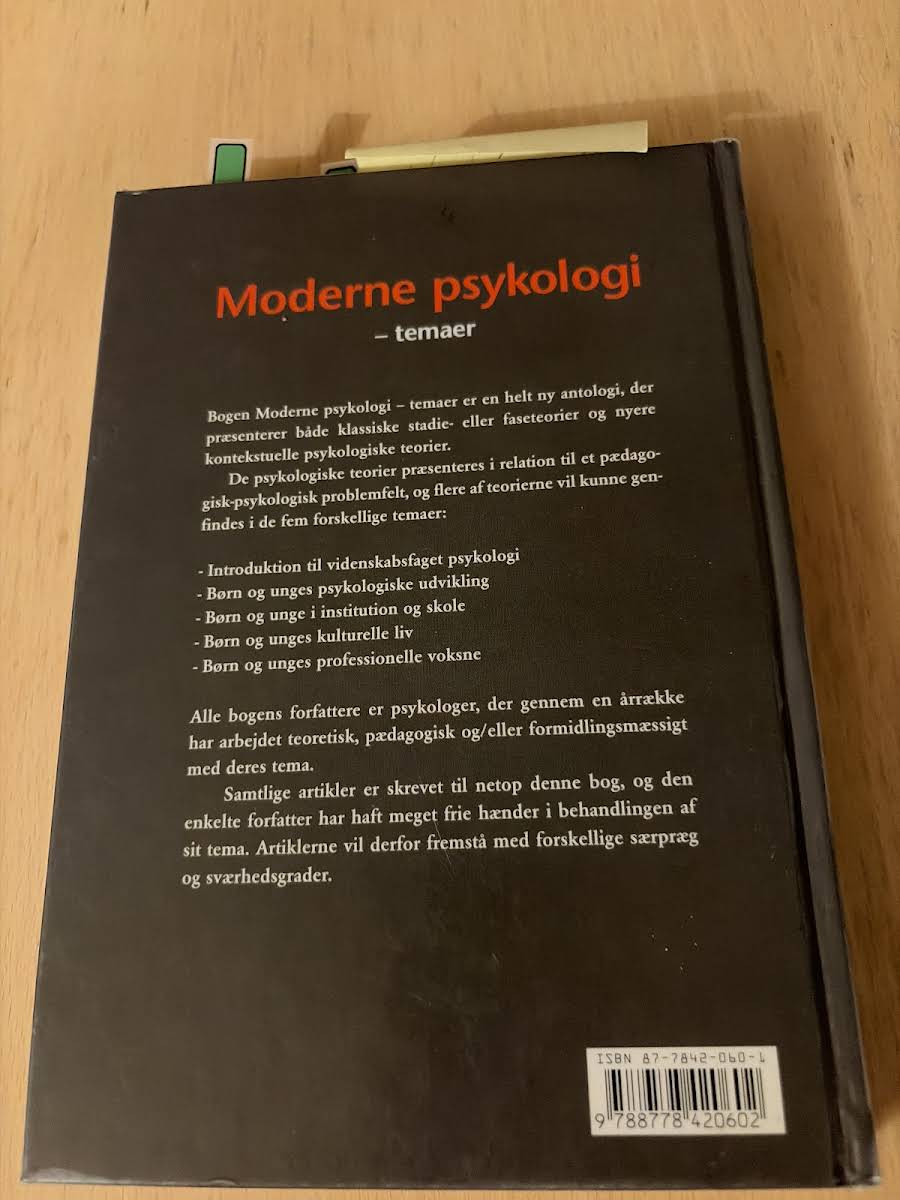 Moderne psykologi
– temaer
Bogen Moderne psykologi – temaer er en helt ny antologi, der
præsenterer både klassiske stadie- eller faseteorier og nyere
kontekstuelle psykologiske teorier.
De psykologiske teorier præsenteres i relation til et pædago-
gisk-psykologisk problemfelt, og flere af teorierne vil kunne gen-
findes i de fem forskellige temaer:
- Introduktion til videnskabsfaget psykologi
- Børn og unges psykologiske udvikling
- Børn og unge i institution og skole
- Børn og unges kulturelle liv
- Børn og unges professionelle voksne
Alle bogens forfattere er psykologer, der gennem en årrække
har arbejdet teoretisk, pædagogisk og/eller formidlingsmæssigt
med deres tema.
Samtlige artikler er skrevet til netop denne bog, og den
enkelte forfatter har haft meget frie hænder i behandlingen af
sit tema. Artiklerne vil derfor fremstå med forskellige særpræg
og sværhedsgrader.
ISBN 87-7842-060-1
9 788778 420602